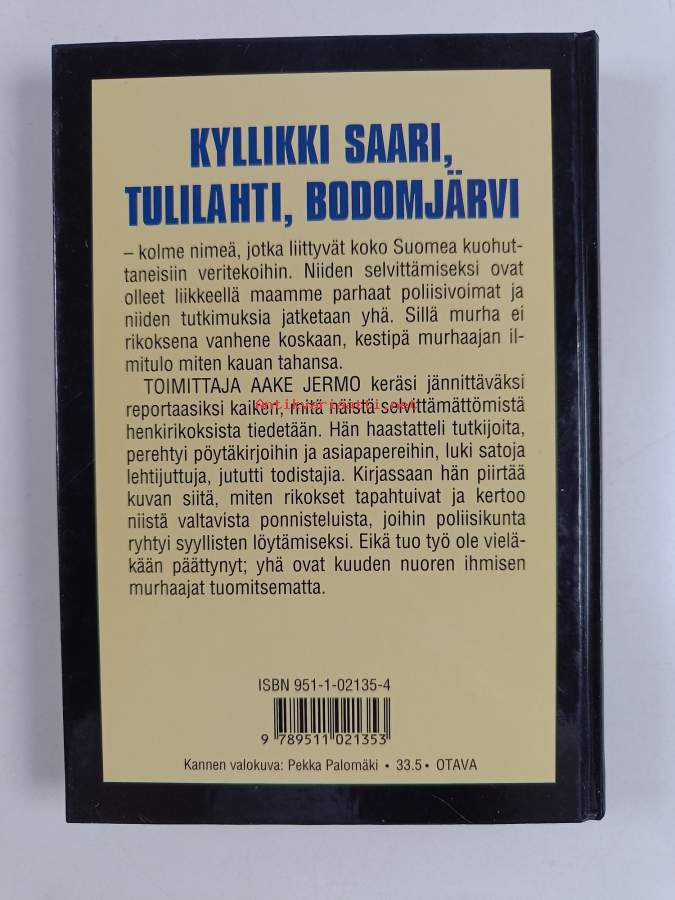 KYLLIKKI SAARI,
TULILAHTI, BODOMJÄRVI
– kolme nimeä, jotka liittyvät koko Suomea kuohut-
taneisiin veritekoihin. Niiden selvittämiseksi ovat
olleet liikkeellä maamme parhaat poliisivoimat ja
niiden tutkimuksia jatketaan yhä. Sillä murha ei
rikoksena vanhene koskaan, kestipä murhaajan il-
mitulo miten kauan tahansa.
TOIMITTAJA AAKE JERMO keräsi jännittäväksi
reportaasiksi kaiken, mitä näistä selvittämättömistä
Antikvariaatti.net
henkirikoksista tiedetään. Hän haastatteli tutkijoita,
perehtyi pöytäkirjoihin ja asiapapereihin, luki satoja
lehtijuttuja, jututti todistajia. Kirjassaan hän piirtää
kuvan siitä, miten rikokset tapahtuivat ja kertoo
niistä valtavista ponnisteluista, joihin poliisikunta
ryhtyi syyllisten löytämiseksi. Eikä tuo työ ole vielä-
kään päättynyt; yhä ovat kuuden nuoren ihmisen
murhaajat tuomitsematta.
ISBN 951-1-02135-4
9 789511 021353
Kannen valokuva: Pekka Palomäki • 33.5 • OTAVA